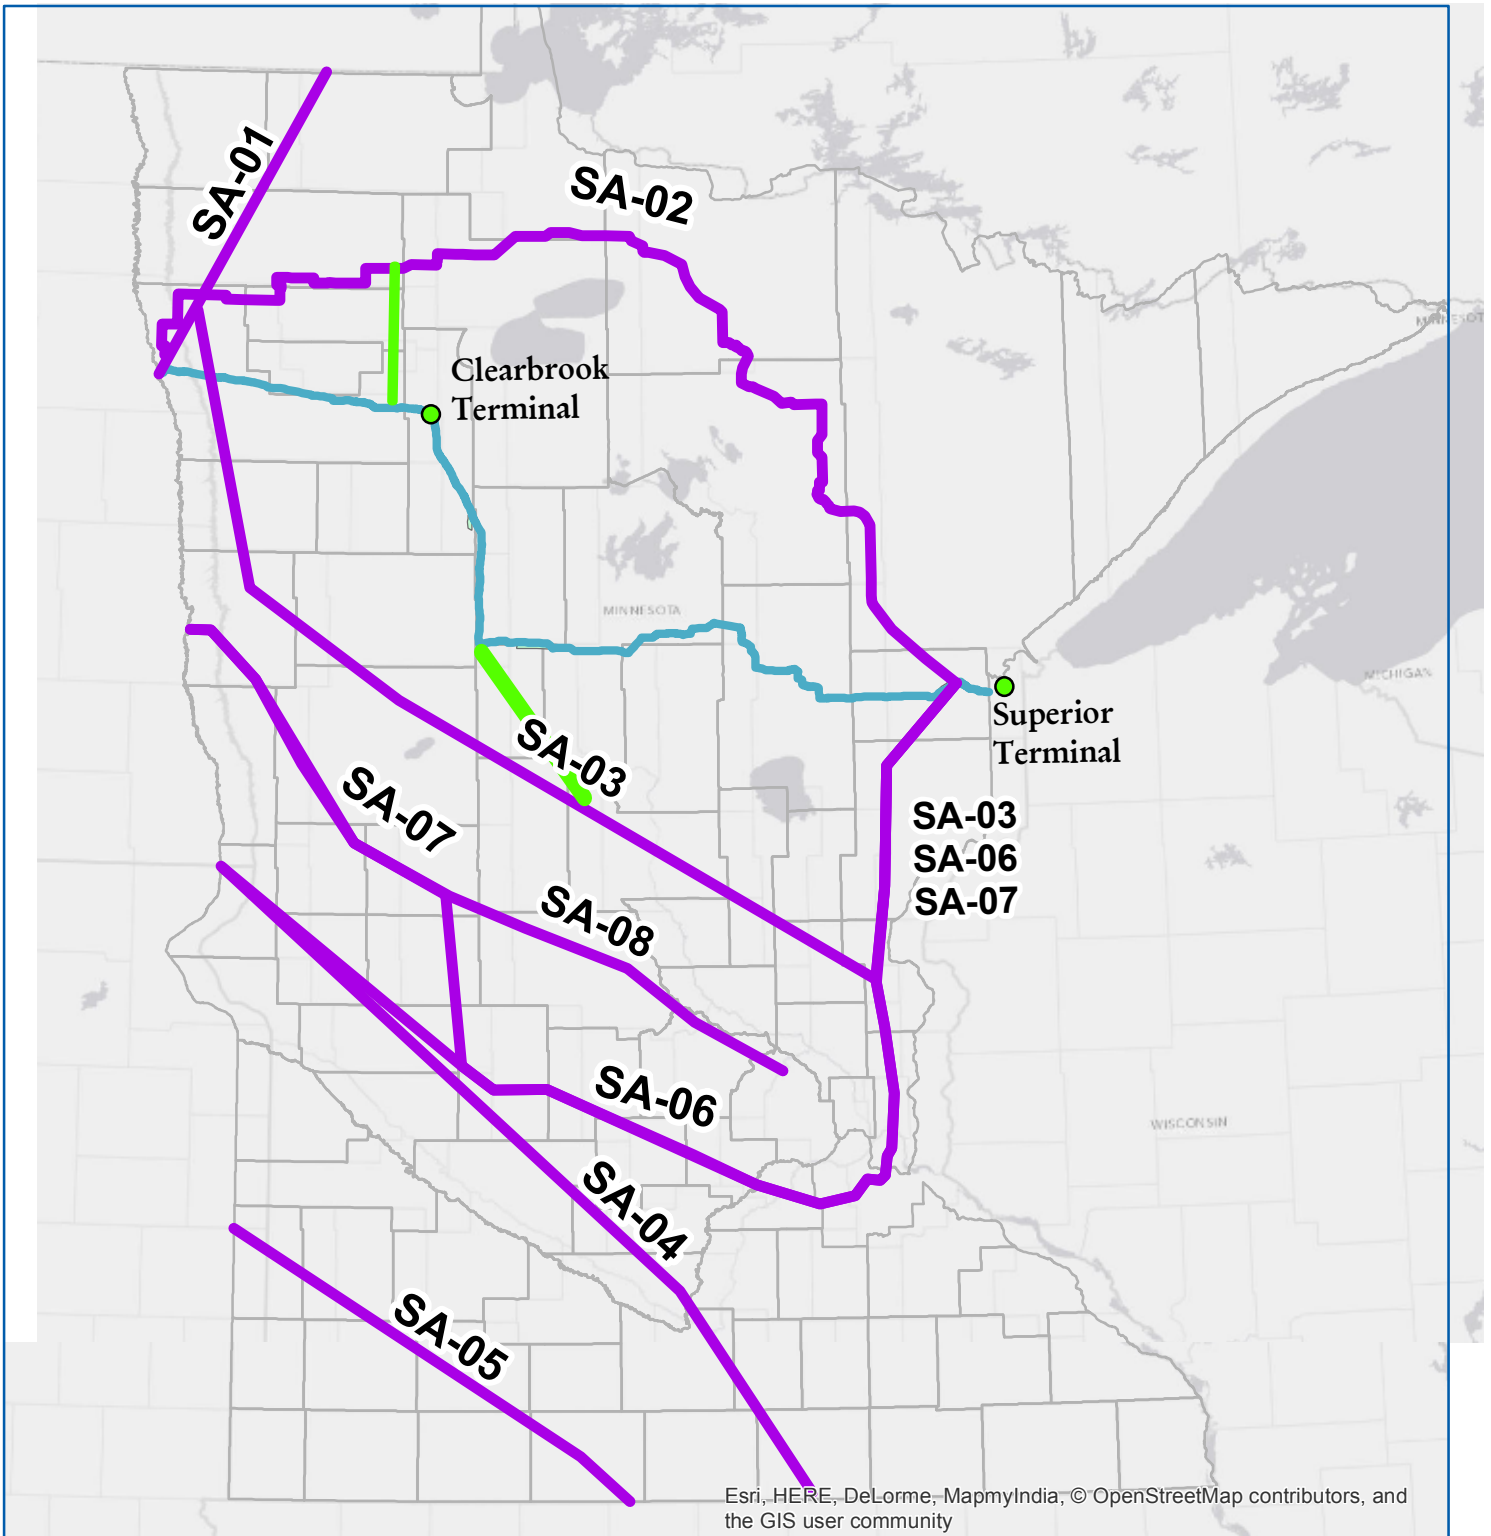 SA-01
SA-02
MINNESOT
Clearbrook
Terminal
MINNESOTA
MICHIGAN
Superior
Terminal
SA-03
SA-07
SA-03
SA-06
SA-07
SA-08
SA-06
WISCONSIN
SA-04
SA-05
Esri, HERE, DeLorme, MapmyIndia, © OpenStreetMap contributors, and
the GIS user community